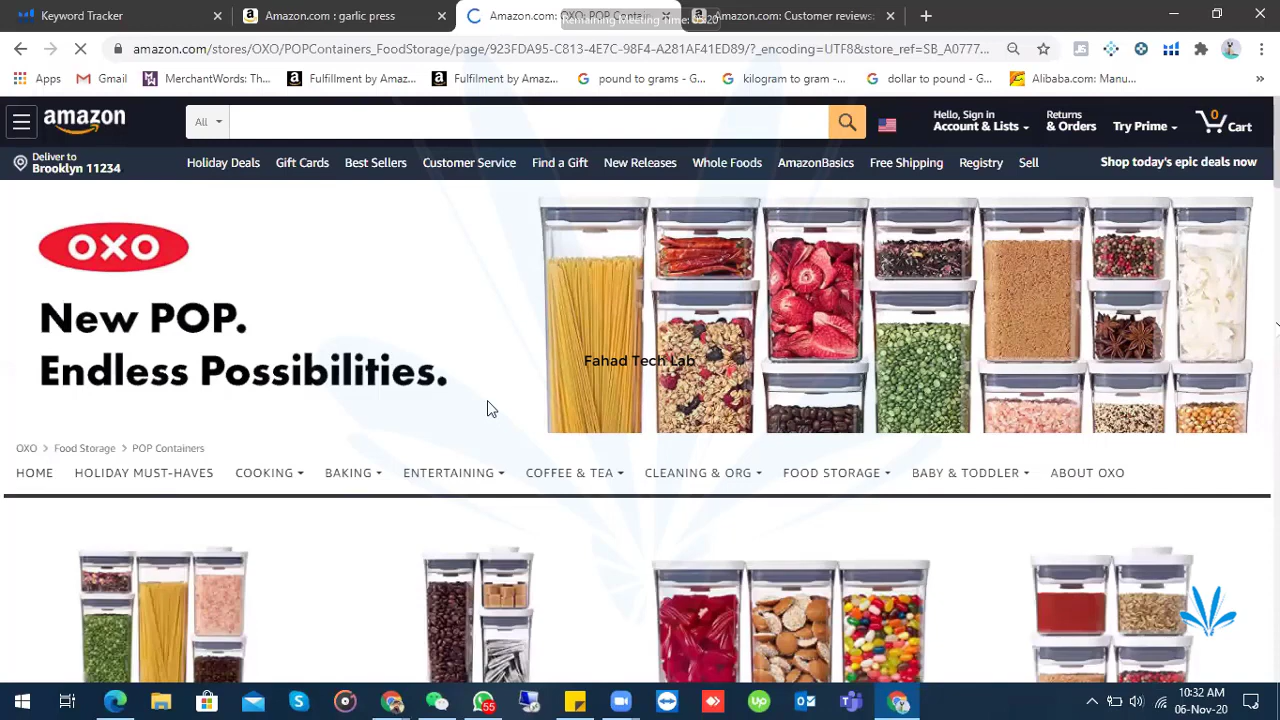 Keyword Tracker
Amazon.com : garlic press
Amazon.com: OXO: POP Contain
Amazon.com: Customer reviews:
Remaining Meeting Time:
amazon.com/stores/OXO/POPContainers_FoodStorage/page/923FDA95-C813-4E7C-98F4-A281AF41ED89/?_encoding=UTF8&store_ref=SB_A0777...
Apps
Gmail
MerchantWords: Th...
Fulfillment by Amaz...
Fulfilment by Amaz...
pound to grams - G...
kilogram to gram -...
dollar to pound - G...
Alibaba.com: Manu...
»
amazon
All
Hello, Sign in
Account & Lists
Returns
& Orders
Try Prime
0
Cart
Deliver to
Brooklyn 11234
Holiday Deals
Gift Cards
Best Sellers
Customer Service
Find a Gift
New Releases
Whole Foods
AmazonBasics
Free Shipping
Registry
Sell
Shop today's epic deals now
OXO
New POP.
Endless Possibilities.
Fahad Tech Lab
OXO > Food Storage > POP Containers
HOME
HOLIDAY MUST-HAVES
COOKING
BAKING
ENTERTAINING
COFFEE & TEA
CLEANING & ORG
FOOD STORAGE
BABY & TODDLER
ABOUT OXO
55
Up
10:32 AM
06-Nov-20